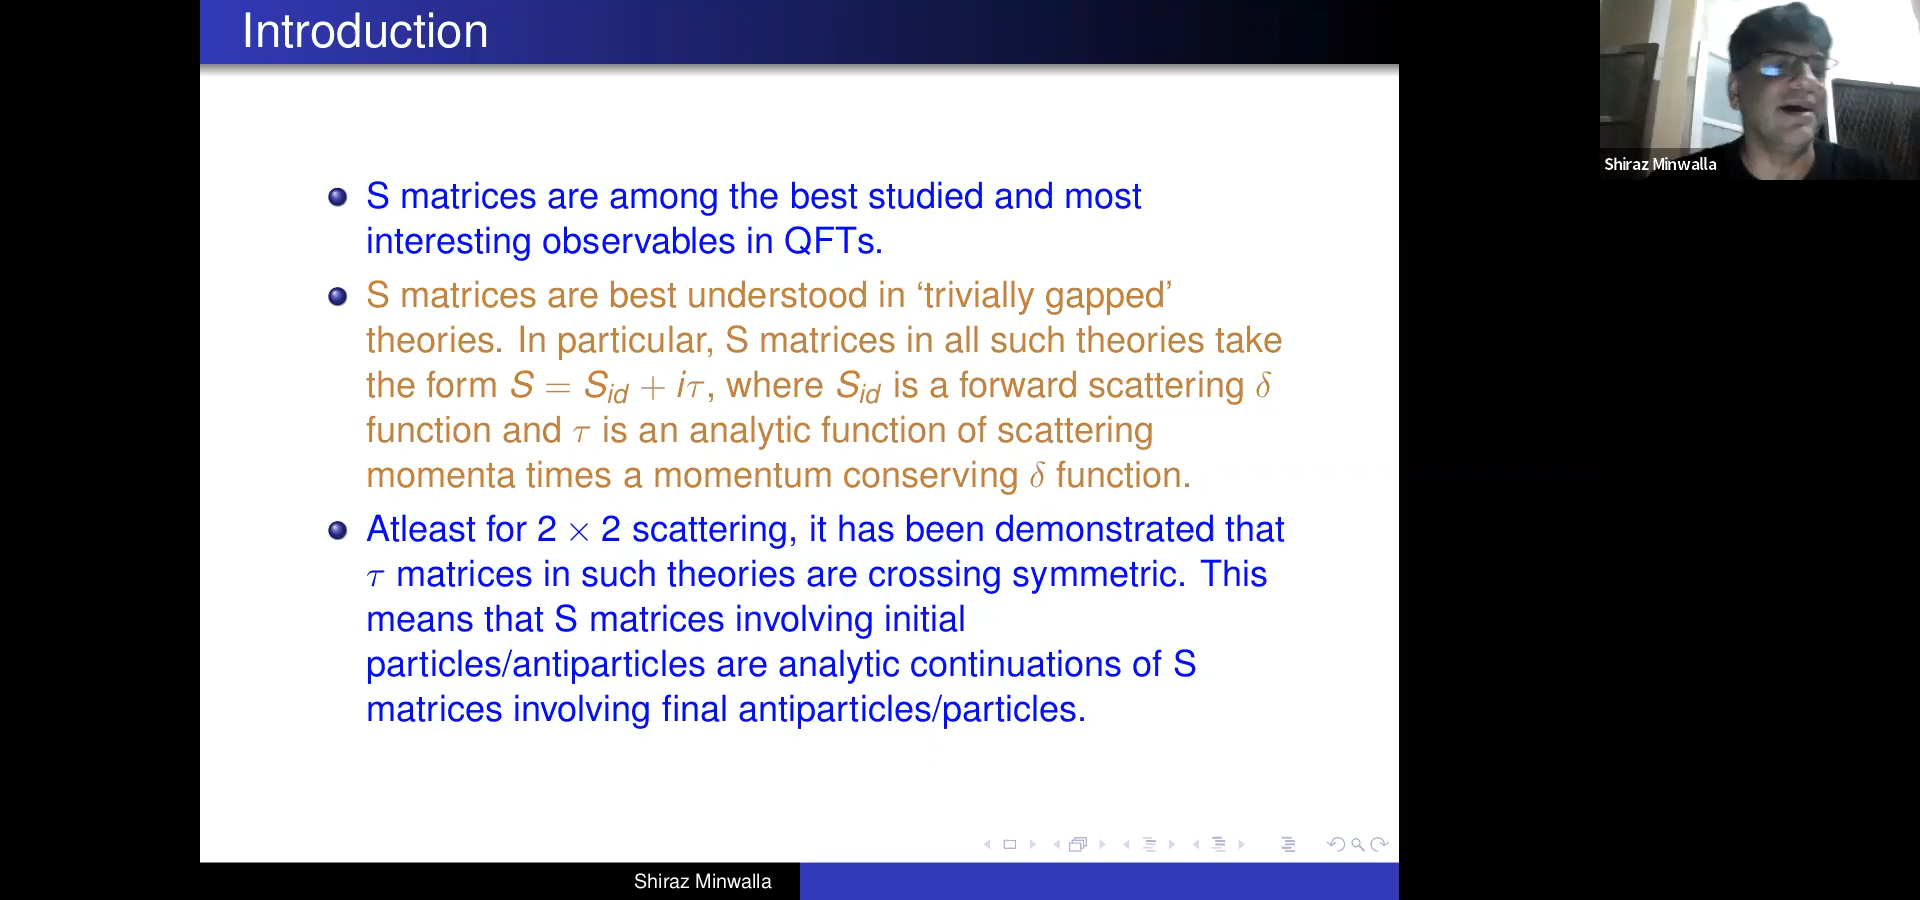 Introduction
Shiraz Minwalla
S matrices are among the best studied and most
interesting observables in QFTs.
S matrices are best understood in ‘trivially gapped’
theories. In particular, S matrices in all such theories take
the form S = S_id + iτ, where S_id is a forward scattering δ
function and τ is an analytic function of scattering
momenta times a momentum conserving δ function.
Atleast for 2 × 2 scattering, it has been demonstrated that
τ matrices in such theories are crossing symmetric. This
means that S matrices involving initial
particles/antiparticles are analytic continuations of S
matrices involving final antiparticles/particles.
Shiraz Minwalla